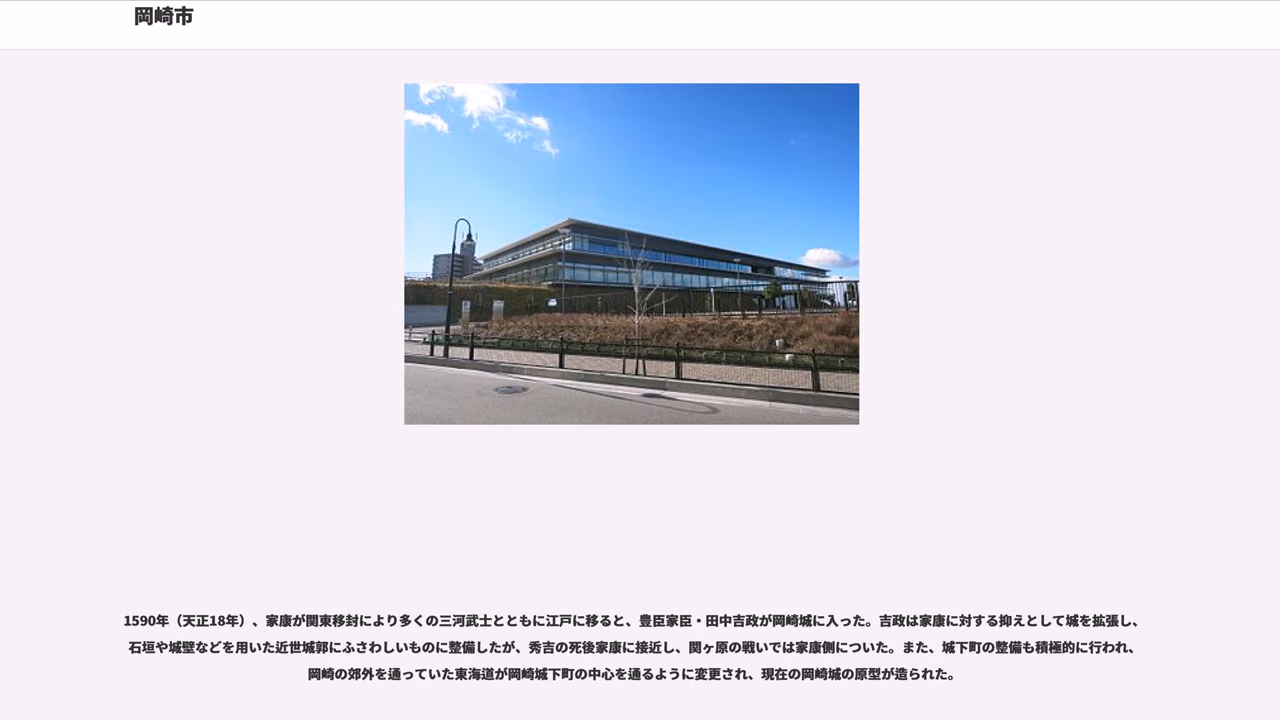 岡崎市
1590年（天正18年）、家康が関東移封により多くの三河武士とともに江戸に移ると、豊臣家臣・田中吉政が岡崎城に入った。吉政は家康に対する抑えとして城を拡張し、
石垣や城壁などを用いた近世城郭にふさわしいものに整備したが、秀吉の死後家康に接近し、関ヶ原の戦いでは家康側についた。また、城下町の整備も積極的に行われ、
岡崎の郊外を通っていた東海道が岡崎城下町の中心を通るように変更され、現在の岡崎城の原型が造られた。